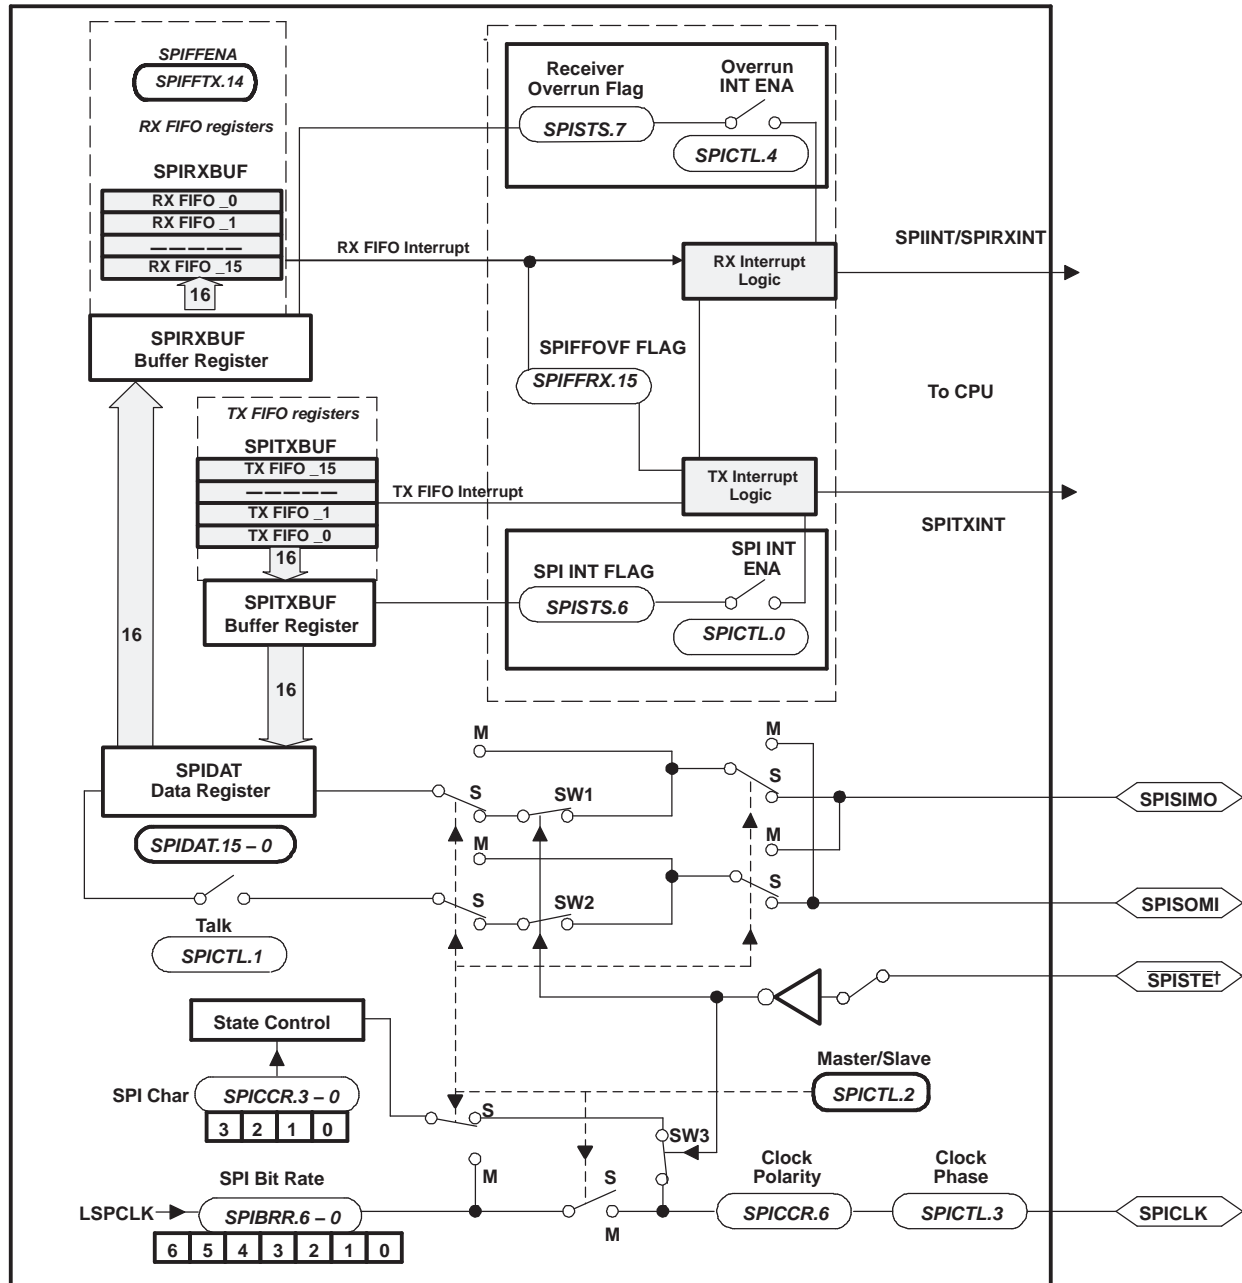 SPIFFENA
SPIFFTX.14
RX FIFO registers
SPIRXBUF
RX FIFO _0
RX FIFO _1
—————
RX FIFO _15
16
SPIRXBUF
Buffer Register
Receiver
Overrun Flag
SPISTS.7
Overrun
INT ENA
SPICTL.4
RX FIFO Interrupt
RX Interrupt
Logic
SPIINT/SPIRXINT
SPIFFOVF FLAG
SPIFFRX.15
To CPU
TX FIFO registers
SPITXBUF
TX FIFO _15
—————
TX FIFO _1
TX FIFO _0
16
TX FIFO Interrupt
TX Interrupt
Logic
SPITXINT
SPITXBUF
Buffer Register
SPI INT FLAG
SPISTS.6
SPI INT
ENA
SPICTL.0
16
16
SPIDAT
Data Register
SPIDAT.15 – 0
M
S
SW1
M
S
SPISIMO
M
S
SW2
M
S
SPISOMI
Talk
SPICTL.1
SPISTE†
State Control
Master/Slave
SPICTL.2
SPI Char
SPICCR.3 – 0
3 2 1 0
S
M
SW3
S
M
SPI Bit Rate
LSPCLK
SPIBRR.6 – 0
6 5 4 3 2 1 0
Clock
Polarity
SPICCR.6
Clock
Phase
SPICTL.3
SPICLK